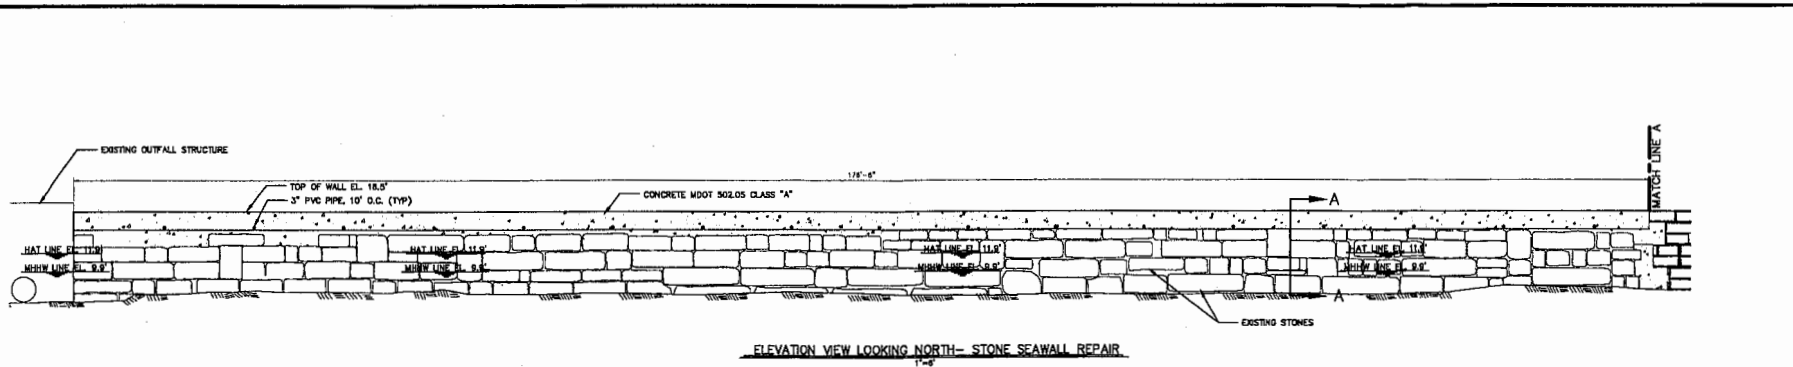 MATCH LINE A
EXISTING OUTFALL STRUCTURE
176'-6"
TOP OF WALL EL. 18.5'
3" PVC PIPE, 10' O.C. (TYP)
CONCRETE MDOT 502.05 CLASS "A"
A
HAT LINE EL. 11.9'
HAT LINE EL. 11.9'
HAT LINE EL. 11.9'
HAT LINE EL. 11.9'
MHHW LINE EL. 9.9'
MHHW LINE EL. 9.9'
MHHW LINE EL. 9.9'
MHHW LINE EL. 9.9'
A
EXISTING STONES
ELEVATION VIEW LOOKING NORTH- STONE SEAWALL REPAIR